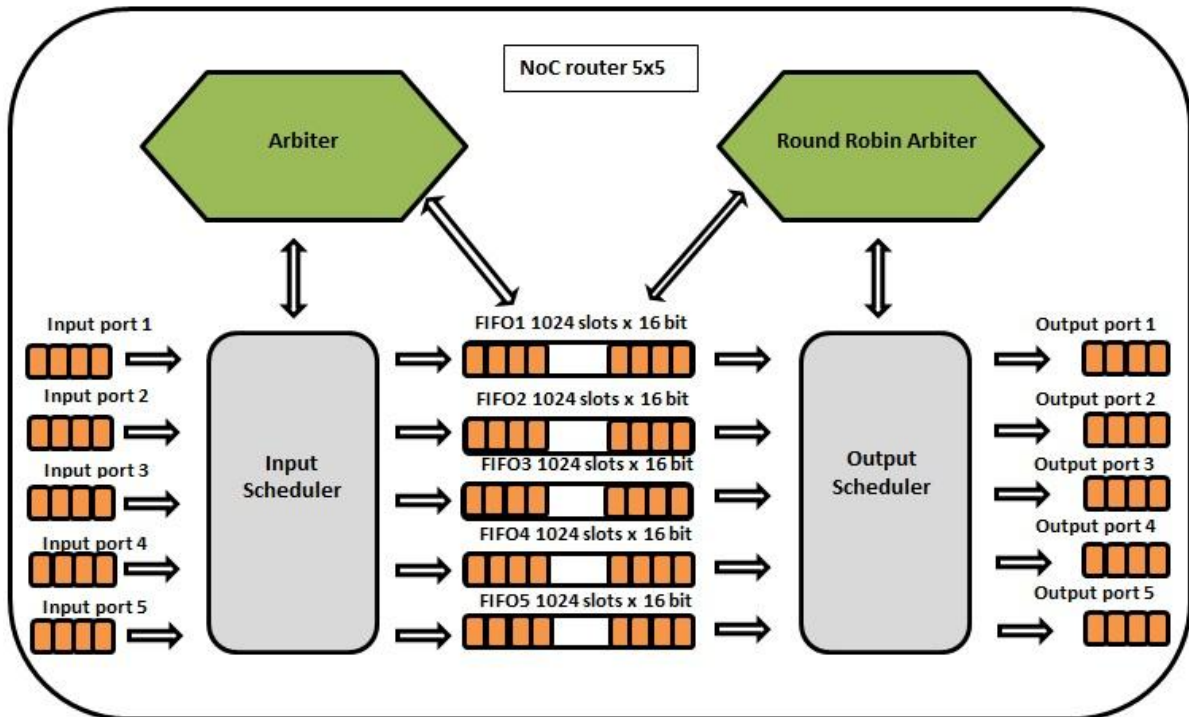 NoC router 5x5
Arbiter
Round Robin Arbiter
Input port 1
Input port 2
Input port 3
Input port 4
Input port 5
Input
Scheduler
FIFO1 1024 slots x 16 bit
FIFO2 1024 slots x 16 bit
FIFO3 1024 slots x 16 bit
FIFO4 1024 slots x 16 bit
FIFO5 1024 slots x 16 bit
Output
Scheduler
Output port 1
Output port 2
Output port 3
Output port 4
Output port 5